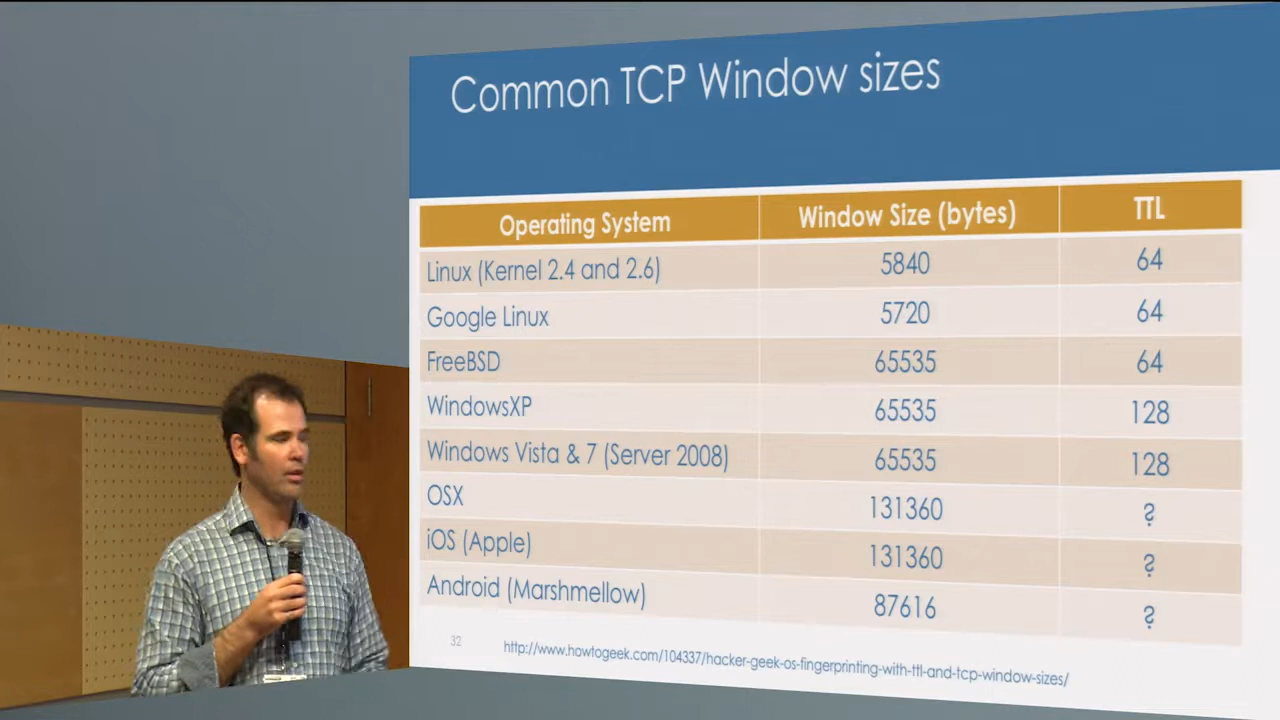 Common TCP Window sizes
Operating System Window Size (bytes) TTL
Linux (Kernel 2.4 and 2.6) 5840 64
Google Linux 5720 64
FreeBSD 65535 64
WindowsXP 65535 128
Windows Vista & 7 (Server 2008) 65535 128
OSX 131360 ?
iOS (Apple) 131360 ?
Android (Marshmellow) 87616 ?
32
http://www.howtogeek.com/104337/hacker-geek-os-fingerprinting-with-ttl-and-tcp-window-sizes/